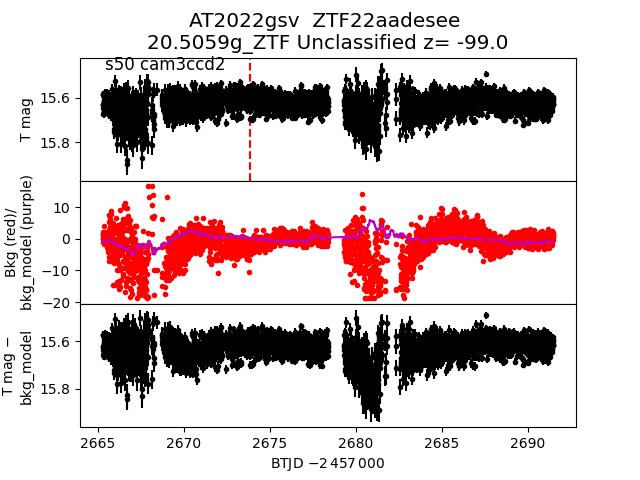 AT2022gsv  ZTF22aadesee
20.5059g_ZTF Unclassified z= -99.0
s50 cam3ccd2
T mag
15.6
15.8
Bkg (red)/
bkg_model (purple)
10
0
−10
−20
T mag −
bkg_model
15.6
15.8
2665 2670 2675 2680 2685 2690
BTJD −2 457 000